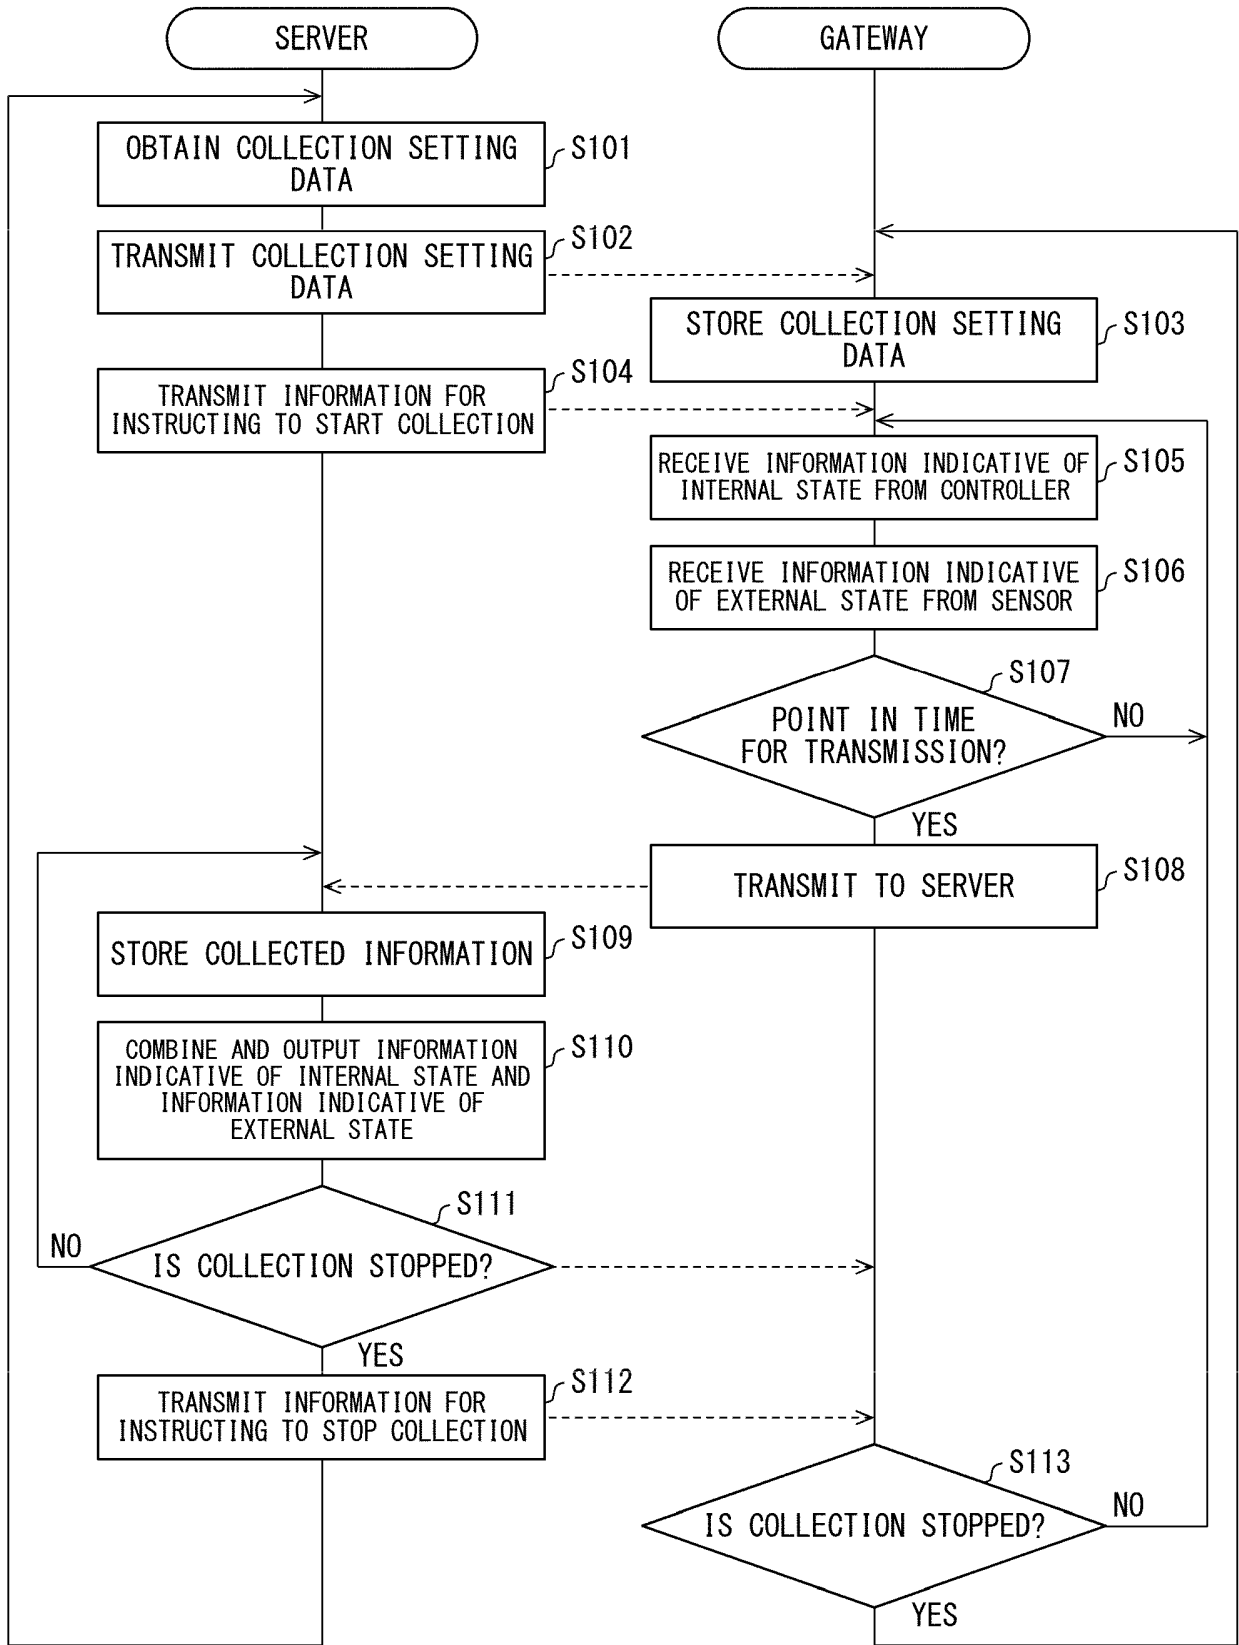 SERVER
GATEWAY
OBTAIN COLLECTION SETTING
DATA
S101
TRANSMIT COLLECTION SETTING
DATA
S102
STORE COLLECTION SETTING
DATA
S103
TRANSMIT INFORMATION FOR
INSTRUCTING TO START COLLECTION
S104
RECEIVE INFORMATION INDICATIVE OF
INTERNAL STATE FROM CONTROLLER
S105
RECEIVE INFORMATION INDICATIVE
OF EXTERNAL STATE FROM SENSOR
S106
S107
POINT IN TIME
FOR TRANSMISSION?
NO
YES
TRANSMIT TO SERVER
S108
STORE COLLECTED INFORMATION
S109
COMBINE AND OUTPUT INFORMATION
INDICATIVE OF INTERNAL STATE AND
INFORMATION INDICATIVE OF
EXTERNAL STATE
S110
S111
NO
IS COLLECTION STOPPED?
YES
TRANSMIT INFORMATION FOR
INSTRUCTING TO STOP COLLECTION
S112
S113
IS COLLECTION STOPPED?
NO
YES